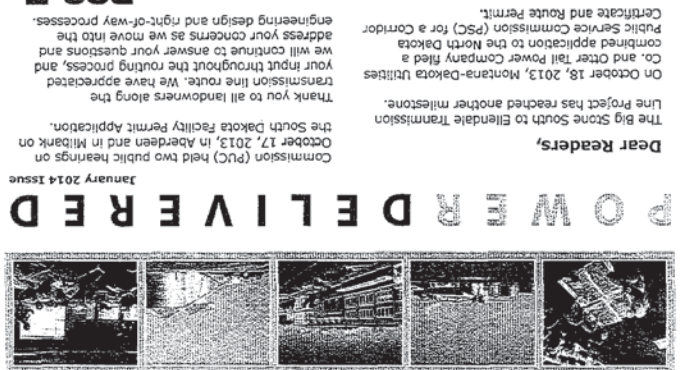 POWER DELIVERED
January 2014 Issue
Dear Readers,
The Big Stone South to Ellendale Tranmission
Line Project has reached another milestone.
On October 18, 2013, Montana-Dakota Utilities
Co. and Otter Tail Power Company filed a
combined application to the North Dakota
Public Service Commission (PSC) for a Corridor
Certificate and Route Permit.
Commission (PUC) held two public hearings on
October 17, 2013, in Aberdeen and in Milbank on
the South Dakota Facility Permit Application.
Thank you to all landowners along the
transmission line route. We have appreciated
your input throughout the routing process, and
we will continue to answer your questions and
address your concerns as we move into the
engineering design and right-of-way processes.